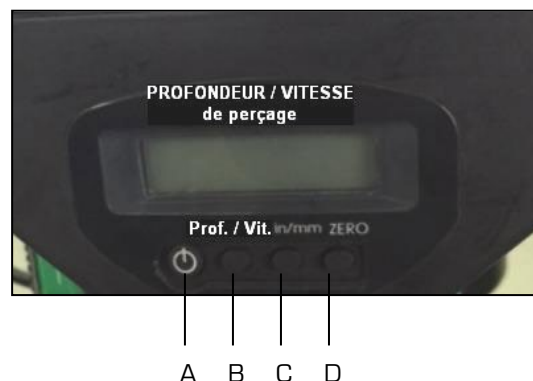 PROFONDEUR / VITESSE
de perçage
Prof. / Vit. in/mm ZERO
A B C D